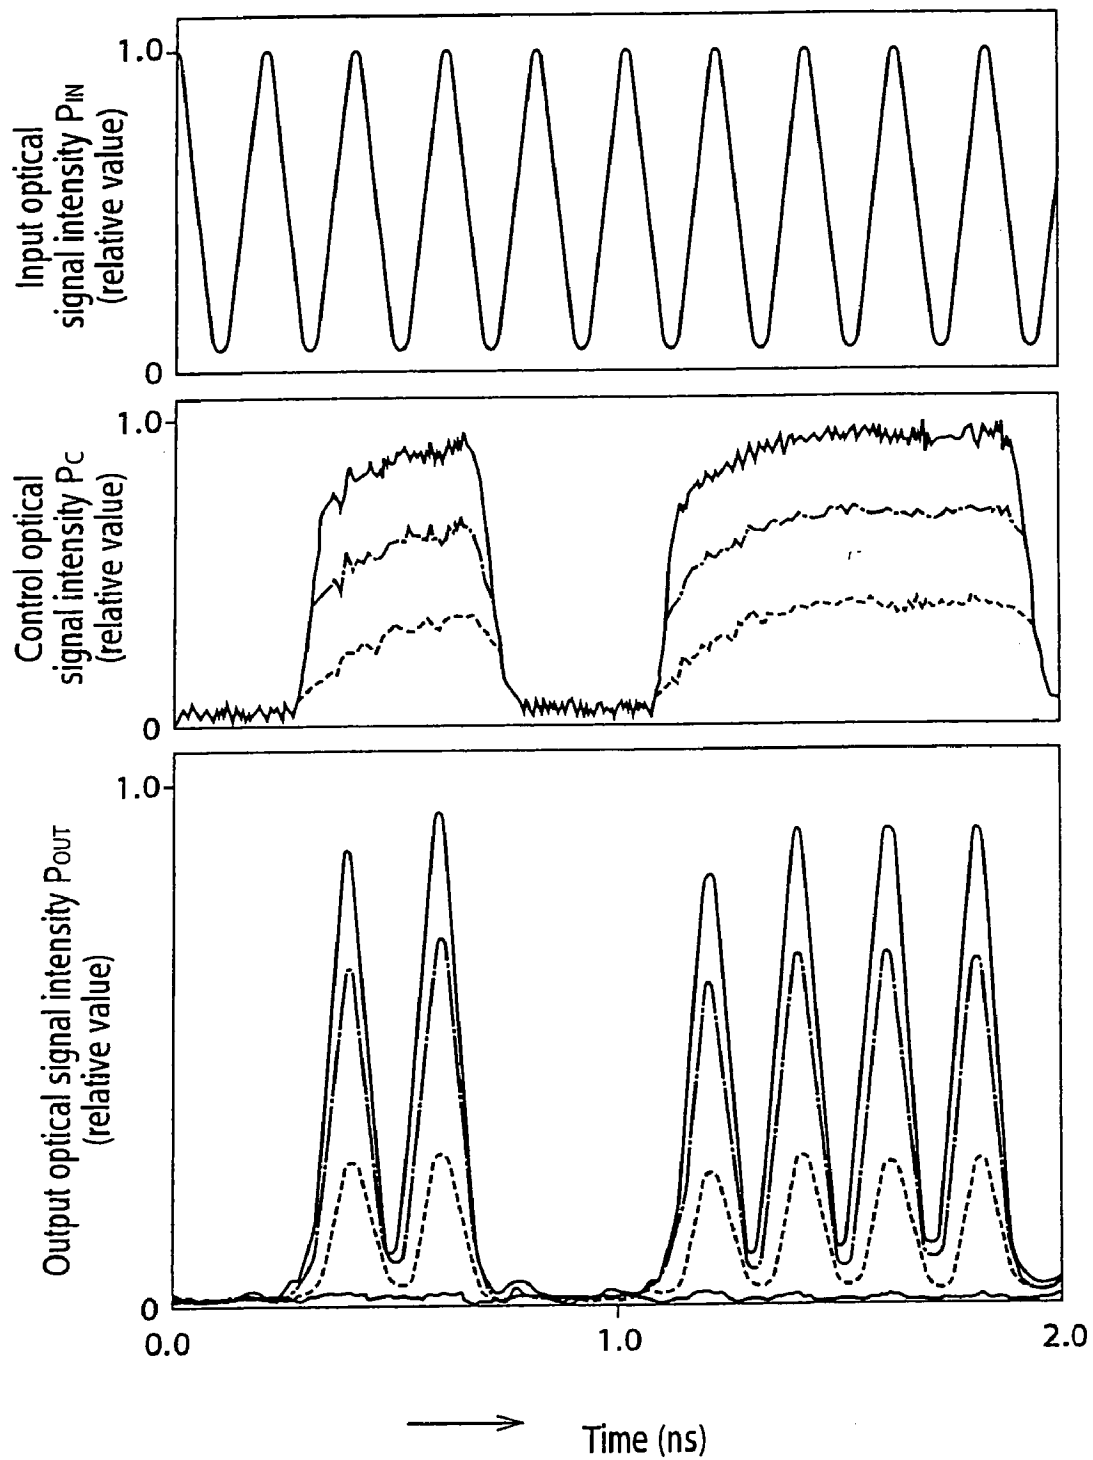 Input optical
signal intensity PIN
(relative value)
1.0
0
Control optical
signal intensity PC
(relative value)
1.0
0
Output optical signal intensity POUT
(relative value)
1.0
0
0.0
1.0
2.0
Time (ns)